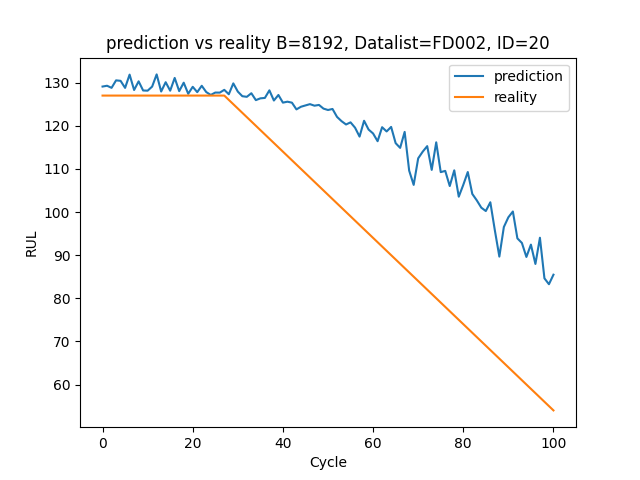 prediction vs reality B=8192, Datalist=FD002, ID=20
prediction
reality
RUL
130
120
110
100
90
80
70
60
0 20 40 60 80 100
Cycle